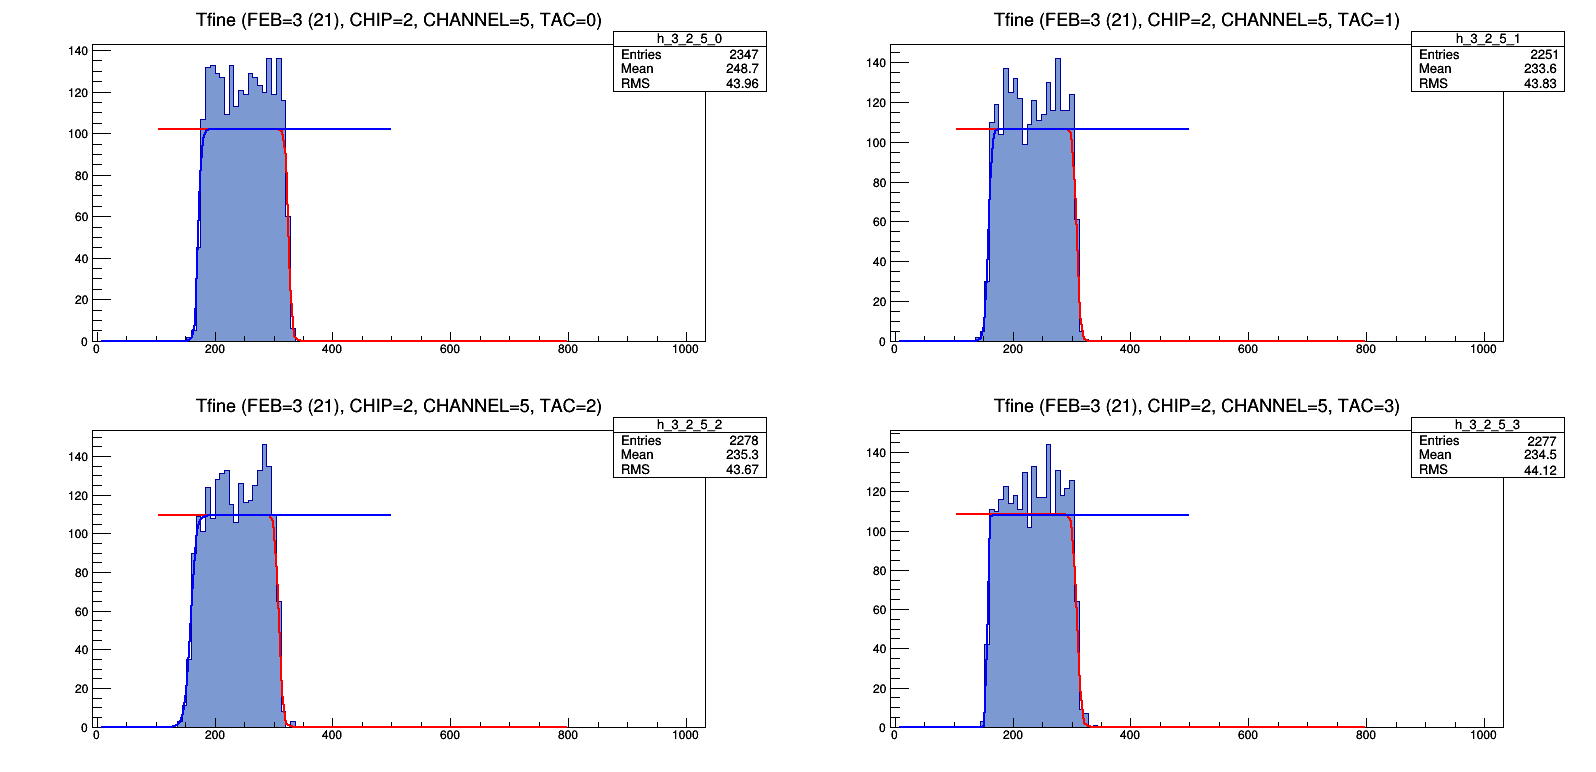 Tfine (FEB=3 (21), CHIP=2, CHANNEL=5, TAC=0)
h_3_2_5_0
Entries 2347
Mean 248.7
RMS 43.96
140
120
100
80
60
40
20
0
0 200 400 600 800 1000
Tfine (FEB=3 (21), CHIP=2, CHANNEL=5, TAC=1)
h_3_2_5_1
Entries 2251
Mean 233.6
RMS 43.83
140
120
100
80
60
40
20
0
0 200 400 600 800 1000
Tfine (FEB=3 (21), CHIP=2, CHANNEL=5, TAC=2)
h_3_2_5_2
Entries 2278
Mean 235.3
RMS 43.67
140
120
100
80
60
40
20
0
0 200 400 600 800 1000
Tfine (FEB=3 (21), CHIP=2, CHANNEL=5, TAC=3)
h_3_2_5_3
Entries 2277
Mean 234.5
RMS 44.12
140
120
100
80
60
40
20
0
0 200 400 600 800 1000